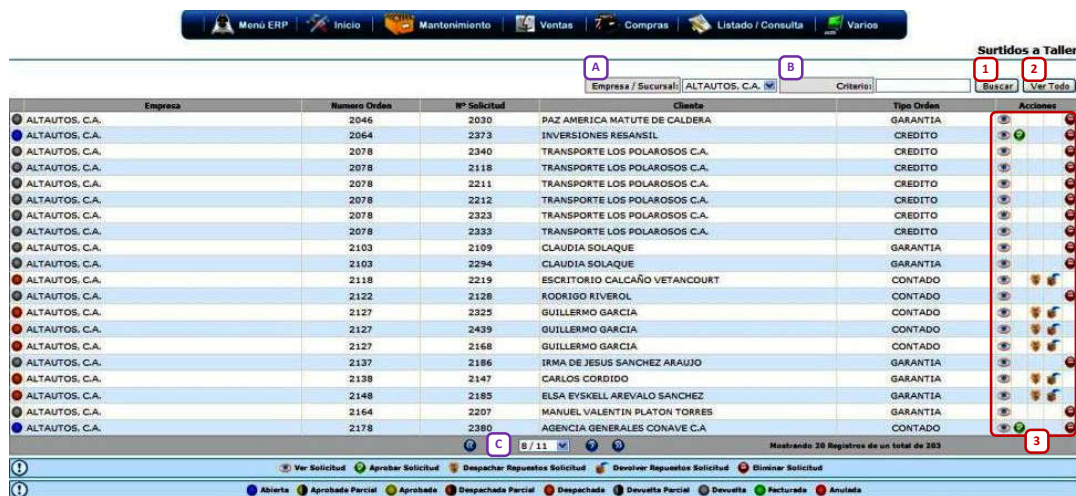 Menú ERP Inicio Mantenimiento Ventas Compras Listado / Consulta Varios
Surtidos a Taller
A B 1 2
Empresa / Sucursal: ALTAUTOS, C.A. Criterio: Buscar Ver Todo
Empresa Numero Orden Nº Solicitud Cliente Tipo Orden Acciones
ALTAUTOS, C.A. 2046 2030 PAZ AMERICA MATUTE DE CALDERA GARANTIA
ALTAUTOS, C.A. 2064 2373 INVERSIONES RESANSIL CREDITO
ALTAUTOS, C.A. 2078 2340 TRANSPORTE LOS POLAROSOS C.A. CREDITO
ALTAUTOS, C.A. 2078 2118 TRANSPORTE LOS POLAROSOS C.A. CREDITO
ALTAUTOS, C.A. 2078 2211 TRANSPORTE LOS POLAROSOS C.A. CREDITO
ALTAUTOS, C.A. 2078 2212 TRANSPORTE LOS POLAROSOS C.A. CREDITO
ALTAUTOS, C.A. 2078 2323 TRANSPORTE LOS POLAROSOS C.A. CREDITO
ALTAUTOS, C.A. 2078 2333 TRANSPORTE LOS POLAROSOS C.A. CREDITO
ALTAUTOS, C.A. 2103 2109 CLAUDIA SOLAQUE GARANTIA
ALTAUTOS, C.A. 2103 2294 CLAUDIA SOLAQUE GARANTIA
ALTAUTOS, C.A. 2118 2219 ESCRITORIO CALCAÑO VETANCOURT CONTADO
ALTAUTOS, C.A. 2122 2128 RODRIGO RIVEROL CONTADO
ALTAUTOS, C.A. 2127 2325 GUILLERMO GARCIA CONTADO
ALTAUTOS, C.A. 2127 2439 GUILLERMO GARCIA CONTADO
ALTAUTOS, C.A. 2127 2168 GUILLERMO GARCIA CONTADO
ALTAUTOS, C.A. 2137 2186 IRMA DE JESUS SANCHEZ ARAUJO GARANTIA
ALTAUTOS, C.A. 2138 2147 CARLOS CORDIDO GARANTIA
ALTAUTOS, C.A. 2148 2185 ELSA EYSKELL AREVALO SANCHEZ GARANTIA
ALTAUTOS, C.A. 2164 2207 MANUEL VALENTIN PLATON TORRES GARANTIA
ALTAUTOS, C.A. 2178 2380 AGENCIA GENERALES CONAVE C.A CONTADO
C 8 / 11 Mostrando 20 Registros de un total de 203 3
Ver Solicitud Aprobar Solicitud Despachar Repuestos Solicitud Devolver Repuestos Solicitud Eliminar Solicitud
Abierta Aprobada Parcial Aprobada Despachada Parcial Despachada Devuelta Parcial Devuelta Facturada Anulada